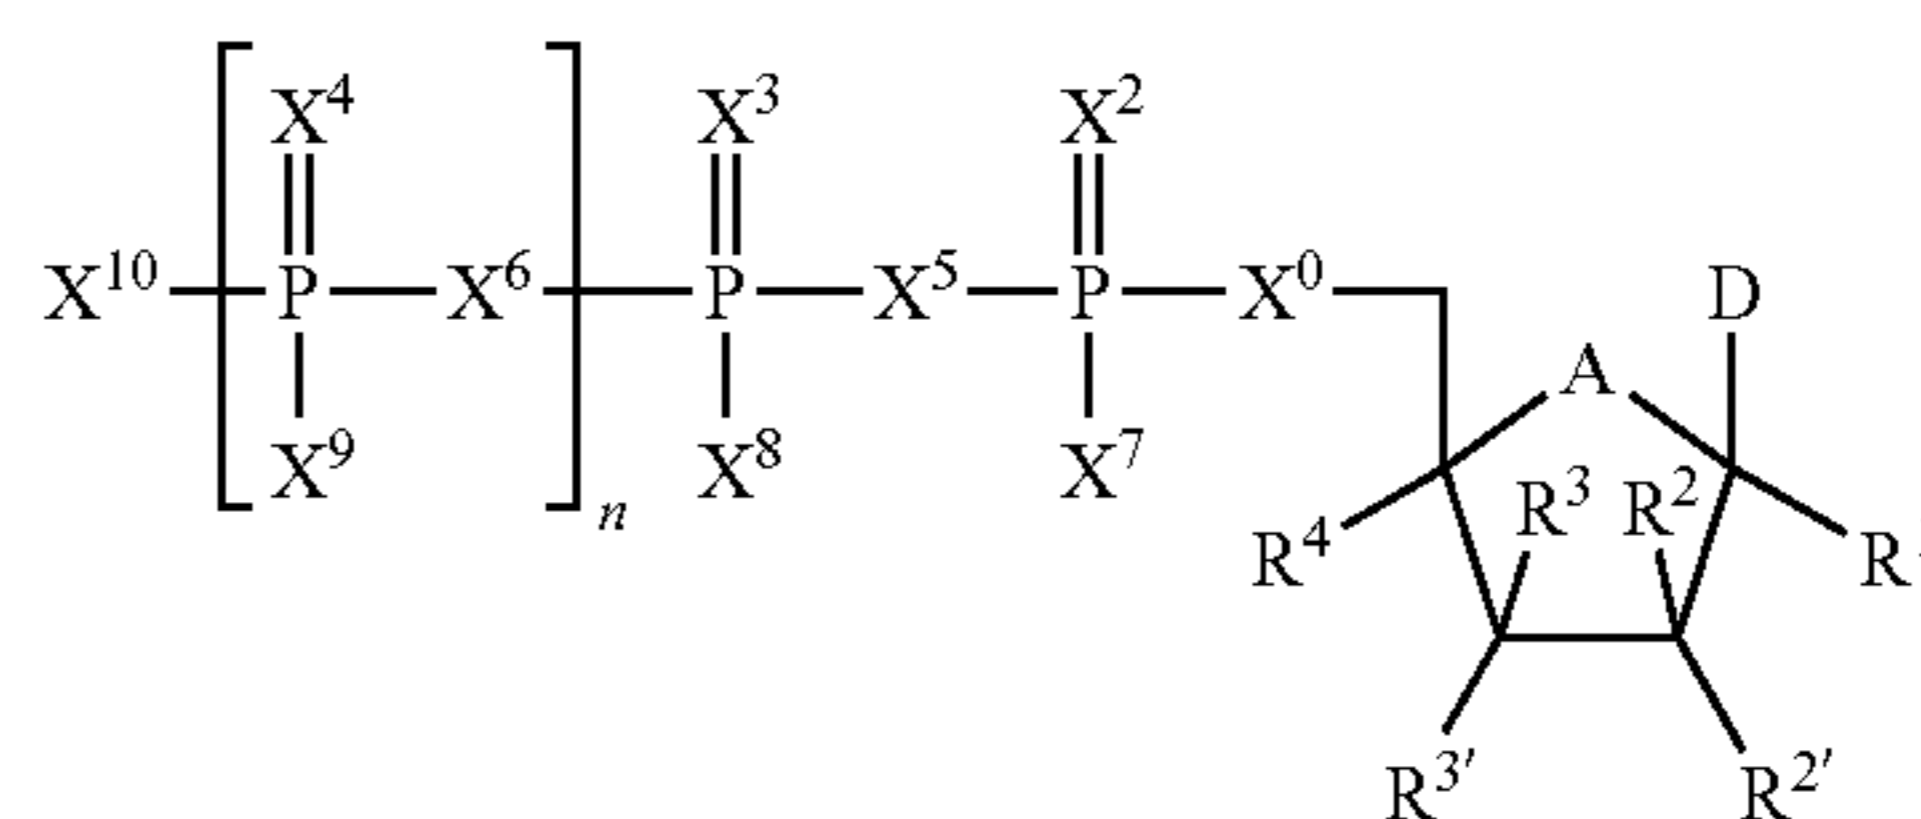 X⁴ X³ X²
X¹⁰ P X⁶ P X⁵ P X⁰ D
A
X⁹ X⁸ X⁷ R³ R²
n R⁴ R
R³′ R²′